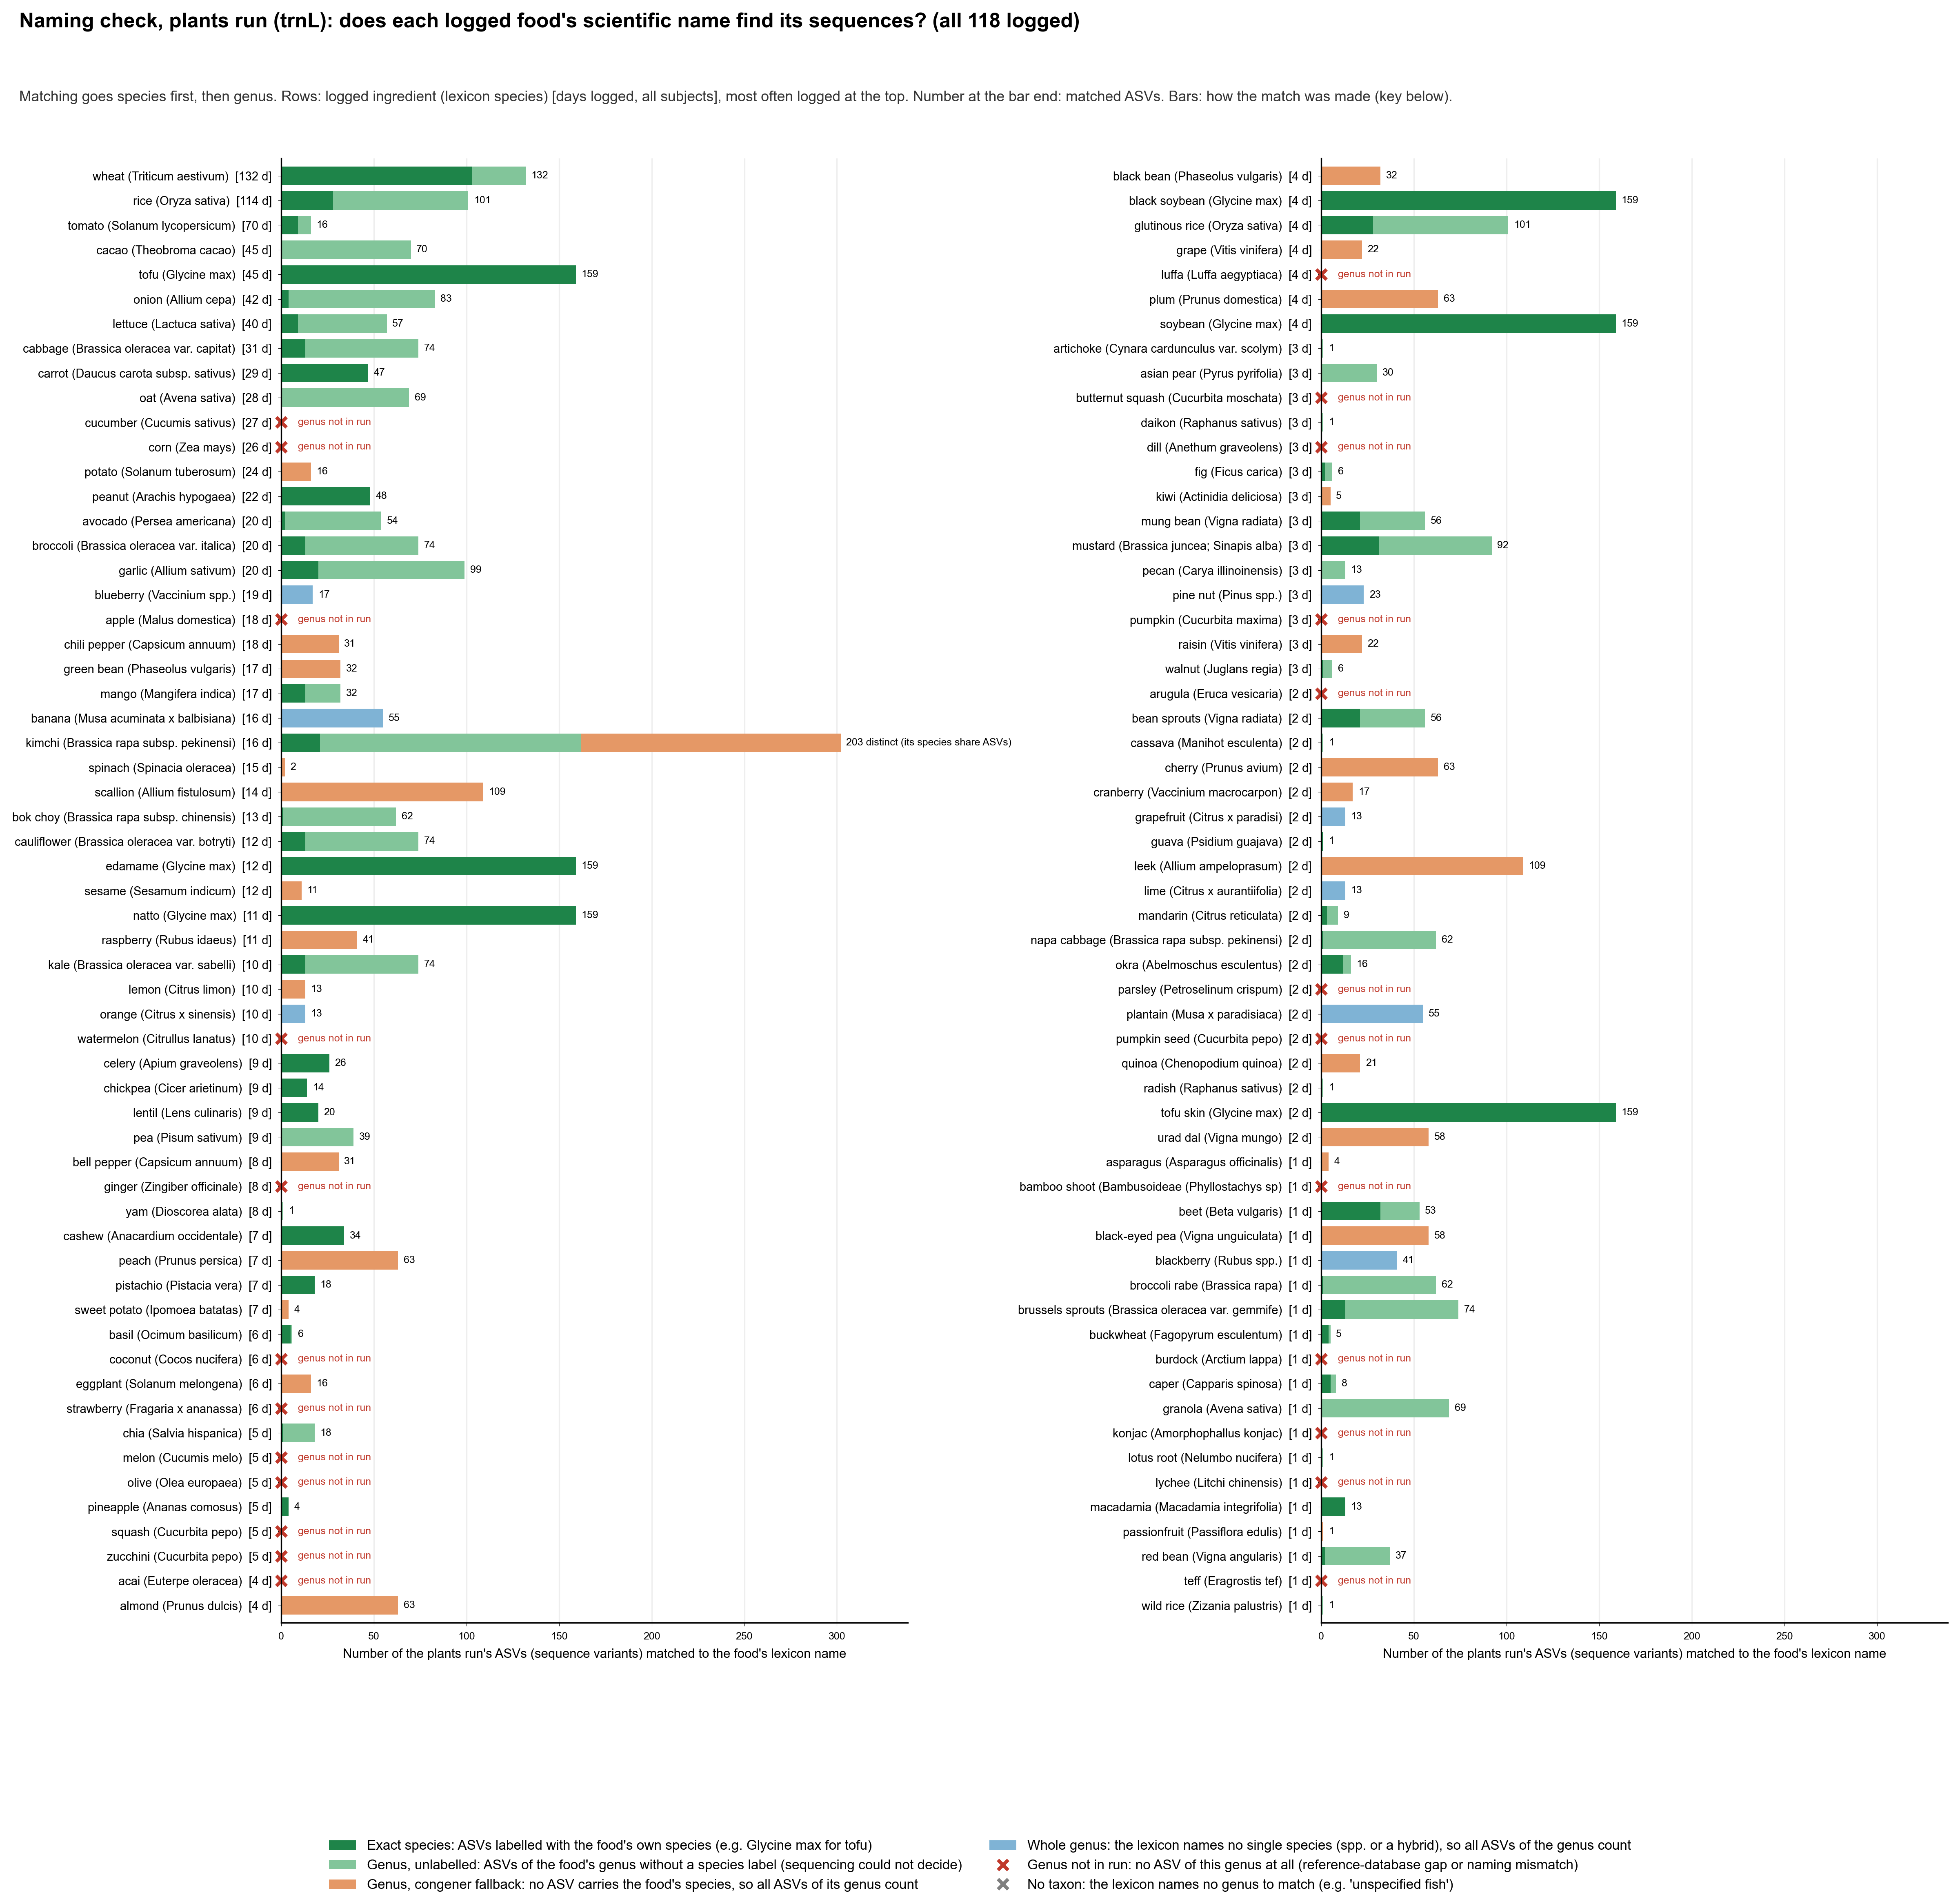 Naming check, plants run (trnL): does each logged food's scientific name find its sequences? (all 118 logged)
Matching goes species first, then genus. Rows: logged ingredient (lexicon species) [days logged, all subjects], most often logged at the top. Number at the bar end: matched ASVs. Bars: how the match was made (key below).
wheat (Triticum aestivum) [132 d] 132
rice (Oryza sativa) [114 d] 101
tomato (Solanum lycopersicum) [70 d] 16
cacao (Theobroma cacao) [45 d] 70
tofu (Glycine max) [45 d] 159
onion (Allium cepa) [42 d] 83
lettuce (Lactuca sativa) [40 d] 57
cabbage (Brassica oleracea var. capitat) [31 d] 74
carrot (Daucus carota subsp. sativus) [29 d] 47
oat (Avena sativa) [28 d] 69
cucumber (Cucumis sativus) [27 d] genus not in run
corn (Zea mays) [26 d] genus not in run
potato (Solanum tuberosum) [24 d] 16
peanut (Arachis hypogaea) [22 d] 48
avocado (Persea americana) [20 d] 54
broccoli (Brassica oleracea var. italica) [20 d] 74
garlic (Allium sativum) [20 d] 99
blueberry (Vaccinium spp.) [19 d] 17
apple (Malus domestica) [18 d] genus not in run
chili pepper (Capsicum annuum) [18 d] 31
green bean (Phaseolus vulgaris) [17 d] 32
mango (Mangifera indica) [17 d] 32
banana (Musa acuminata x balbisiana) [16 d] 55
kimchi (Brassica rapa subsp. pekinensi) [16 d] 203 distinct (its species share ASVs)
spinach (Spinacia oleracea) [15 d] 2
scallion (Allium fistulosum) [14 d] 109
bok choy (Brassica rapa subsp. chinensis) [13 d] 62
cauliflower (Brassica oleracea var. botryti) [12 d] 74
edamame (Glycine max) [12 d] 159
sesame (Sesamum indicum) [12 d] 11
natto (Glycine max) [11 d] 159
raspberry (Rubus idaeus) [11 d] 41
kale (Brassica oleracea var. sabelli) [10 d] 74
lemon (Citrus limon) [10 d] 13
orange (Citrus x sinensis) [10 d] 13
watermelon (Citrullus lanatus) [10 d] genus not in run
celery (Apium graveolens) [9 d] 26
chickpea (Cicer arietinum) [9 d] 14
lentil (Lens culinaris) [9 d] 20
pea (Pisum sativum) [9 d] 39
bell pepper (Capsicum annuum) [8 d] 31
ginger (Zingiber officinale) [8 d] genus not in run
yam (Dioscorea alata) [8 d] 1
cashew (Anacardium occidentale) [7 d] 34
peach (Prunus persica) [7 d] 63
pistachio (Pistacia vera) [7 d] 18
sweet potato (Ipomoea batatas) [7 d] 4
basil (Ocimum basilicum) [6 d] 6
coconut (Cocos nucifera) [6 d] genus not in run
eggplant (Solanum melongena) [6 d] 16
strawberry (Fragaria x ananassa) [6 d] genus not in run
chia (Salvia hispanica) [5 d] 18
melon (Cucumis melo) [5 d] genus not in run
olive (Olea europaea) [5 d] genus not in run
pineapple (Ananas comosus) [5 d] 4
squash (Cucurbita pepo) [5 d] genus not in run
zucchini (Cucurbita pepo) [5 d] genus not in run
acai (Euterpe oleracea) [4 d] genus not in run
almond (Prunus dulcis) [4 d] 63
0 50 100 150 200 250 300
Number of the plants run's ASVs (sequence variants) matched to the food's lexicon name
black bean (Phaseolus vulgaris) [4 d] 32
black soybean (Glycine max) [4 d] 159
glutinous rice (Oryza sativa) [4 d] 101
grape (Vitis vinifera) [4 d] 22
luffa (Luffa aegyptiaca) [4 d] genus not in run
plum (Prunus domestica) [4 d] 63
soybean (Glycine max) [4 d] 159
artichoke (Cynara cardunculus var. scolym) [3 d] 1
asian pear (Pyrus pyrifolia) [3 d] 30
butternut squash (Cucurbita moschata) [3 d] genus not in run
daikon (Raphanus sativus) [3 d] 1
dill (Anethum graveolens) [3 d] genus not in run
fig (Ficus carica) [3 d] 6
kiwi (Actinidia deliciosa) [3 d] 5
mung bean (Vigna radiata) [3 d] 56
mustard (Brassica juncea; Sinapis alba) [3 d] 92
pecan (Carya illinoinensis) [3 d] 13
pine nut (Pinus spp.) [3 d] 23
pumpkin (Cucurbita maxima) [3 d] genus not in run
raisin (Vitis vinifera) [3 d] 22
walnut (Juglans regia) [3 d] 6
arugula (Eruca vesicaria) [2 d] genus not in run
bean sprouts (Vigna radiata) [2 d] 56
cassava (Manihot esculenta) [2 d] 1
cherry (Prunus avium) [2 d] 63
cranberry (Vaccinium macrocarpon) [2 d] 17
grapefruit (Citrus x paradisi) [2 d] 13
guava (Psidium guajava) [2 d] 1
leek (Allium ampeloprasum) [2 d] 109
lime (Citrus x aurantiifolia) [2 d] 13
mandarin (Citrus reticulata) [2 d] 9
napa cabbage (Brassica rapa subsp. pekinensi) [2 d] 62
okra (Abelmoschus esculentus) [2 d] 16
parsley (Petroselinum crispum) [2 d] genus not in run
plantain (Musa x paradisiaca) [2 d] 55
pumpkin seed (Cucurbita pepo) [2 d] genus not in run
quinoa (Chenopodium quinoa) [2 d] 21
radish (Raphanus sativus) [2 d] 1
tofu skin (Glycine max) [2 d] 159
urad dal (Vigna mungo) [2 d] 58
asparagus (Asparagus officinalis) [1 d] 4
bamboo shoot (Bambusoideae (Phyllostachys sp) [1 d] genus not in run
beet (Beta vulgaris) [1 d] 53
black-eyed pea (Vigna unguiculata) [1 d] 58
blackberry (Rubus spp.) [1 d] 41
broccoli rabe (Brassica rapa) [1 d] 62
brussels sprouts (Brassica oleracea var. gemmife) [1 d] 74
buckwheat (Fagopyrum esculentum) [1 d] 5
burdock (Arctium lappa) [1 d] genus not in run
caper (Capparis spinosa) [1 d] 8
granola (Avena sativa) [1 d] 69
konjac (Amorphophallus konjac) [1 d] genus not in run
lotus root (Nelumbo nucifera) [1 d] 1
lychee (Litchi chinensis) [1 d] genus not in run
macadamia (Macadamia integrifolia) [1 d] 13
passionfruit (Passiflora edulis) [1 d] 1
red bean (Vigna angularis) [1 d] 37
teff (Eragrostis tef) [1 d] genus not in run
wild rice (Zizania palustris) [1 d] 1
0 50 100 150 200 250 300
Number of the plants run's ASVs (sequence variants) matched to the food's lexicon name
Exact species: ASVs labelled with the food's own species (e.g. Glycine max for tofu)
Genus, unlabelled: ASVs of the food's genus without a species label (sequencing could not decide)
Genus, congener fallback: no ASV carries the food's species, so all ASVs of its genus count
Whole genus: the lexicon names no single species (spp. or a hybrid), so all ASVs of the genus count
Genus not in run: no ASV of this genus at all (reference-database gap or naming mismatch)
No taxon: the lexicon names no genus to match (e.g. 'unspecified fish')